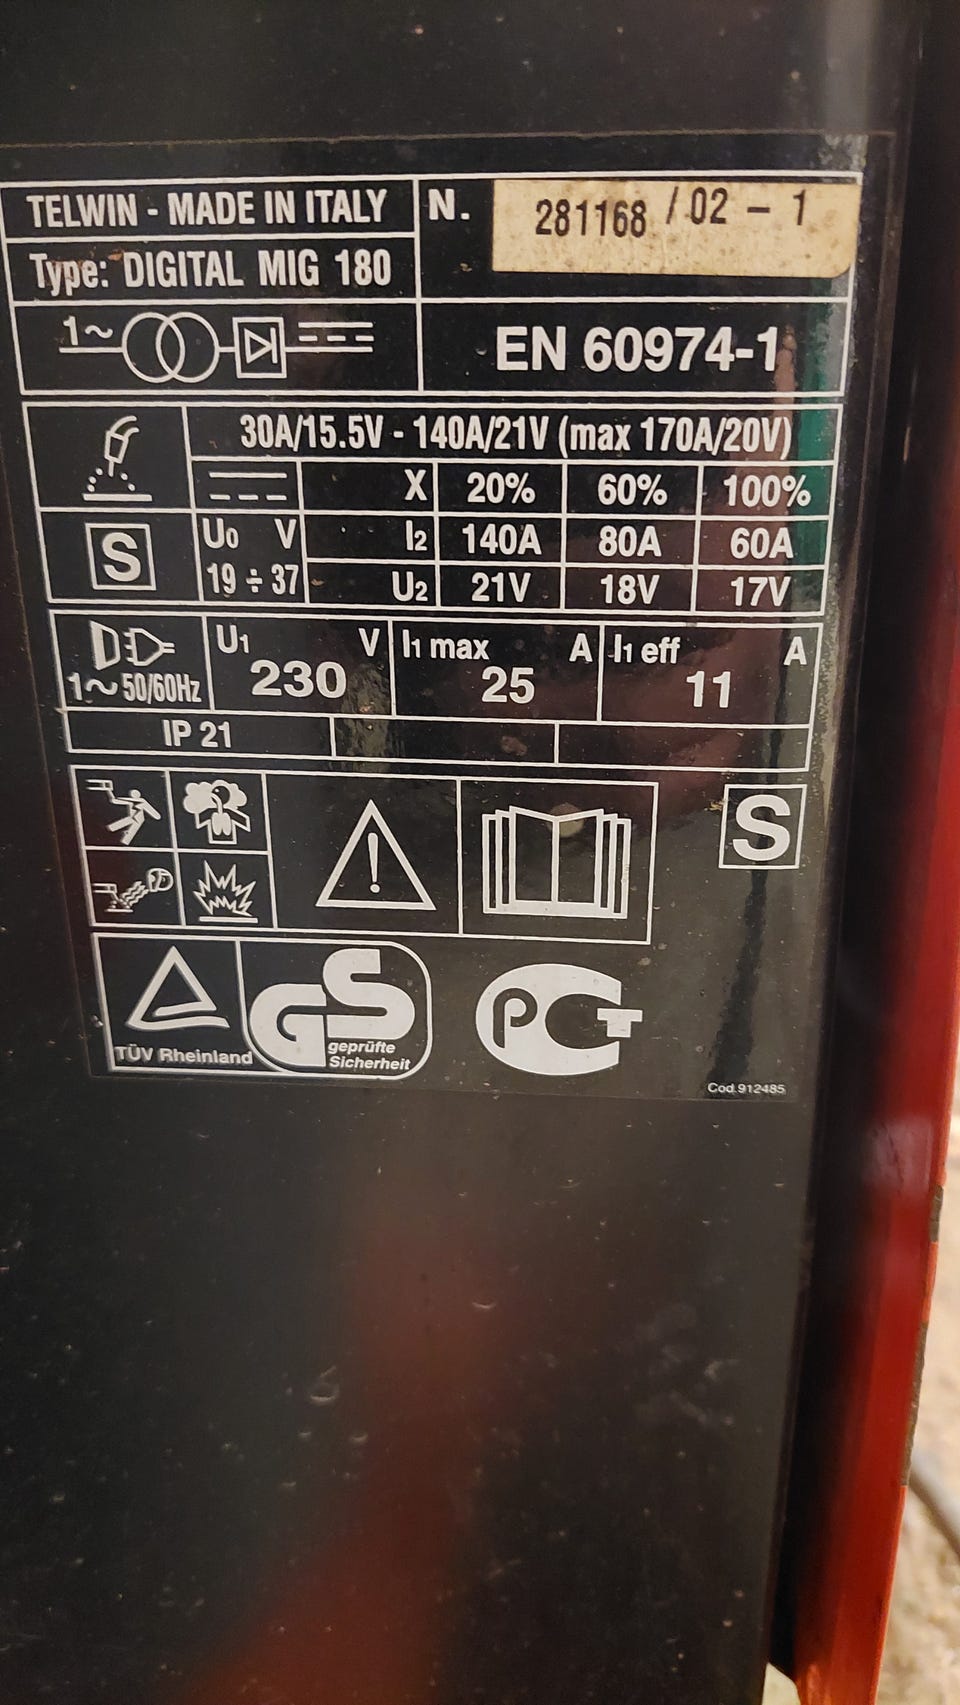 TELWIN - MADE IN ITALY
N. 281168 / 02 - 1
Type: DIGITAL MIG 180
1~
EN 60974-1
30A/15.5V - 140A/21V (max 170A/20V)
X 20% 60% 100%
S
U0 V
I2 140A 80A 60A
19 ÷ 37
U2 21V 18V 17V
U1 V
I1 max A
I1 eff A
230
25
11
1~ 50/60Hz
IP 21
S
TÜV Rheinland
GS
geprüfte
Sicherheit
PCT
Cod.912485